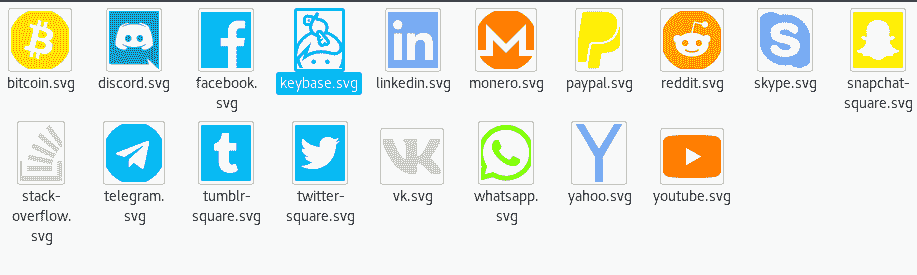 bitcoin.svg discord.svg facebook. keybase.svg linkedin.svg monero.svg paypal.svg reddit.svg skype.svg snapchat-
svg square.svg
stack- telegram. tumblr- twitter- vk.svg whatsapp. yahoo.svg youtube.svg
overflow. svg square.svg square.svg svg
svg